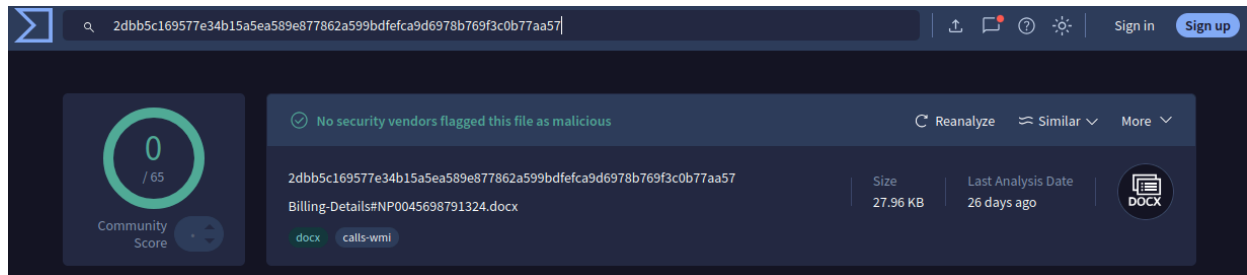 2dbb5c169577e34b15a5ea589e877862a599bdfefca9d6978b769f3c0b77aa57
Sign in
Sign up
0
/ 65
Community
Score
No security vendors flagged this file as malicious
Reanalyze
Similar
More
2dbb5c169577e34b15a5ea589e877862a599bdfefca9d6978b769f3c0b77aa57
Billing-Details#NP0045698791324.docx
docx
calls-wmi
Size
27.96 KB
Last Analysis Date
26 days ago
DOCX